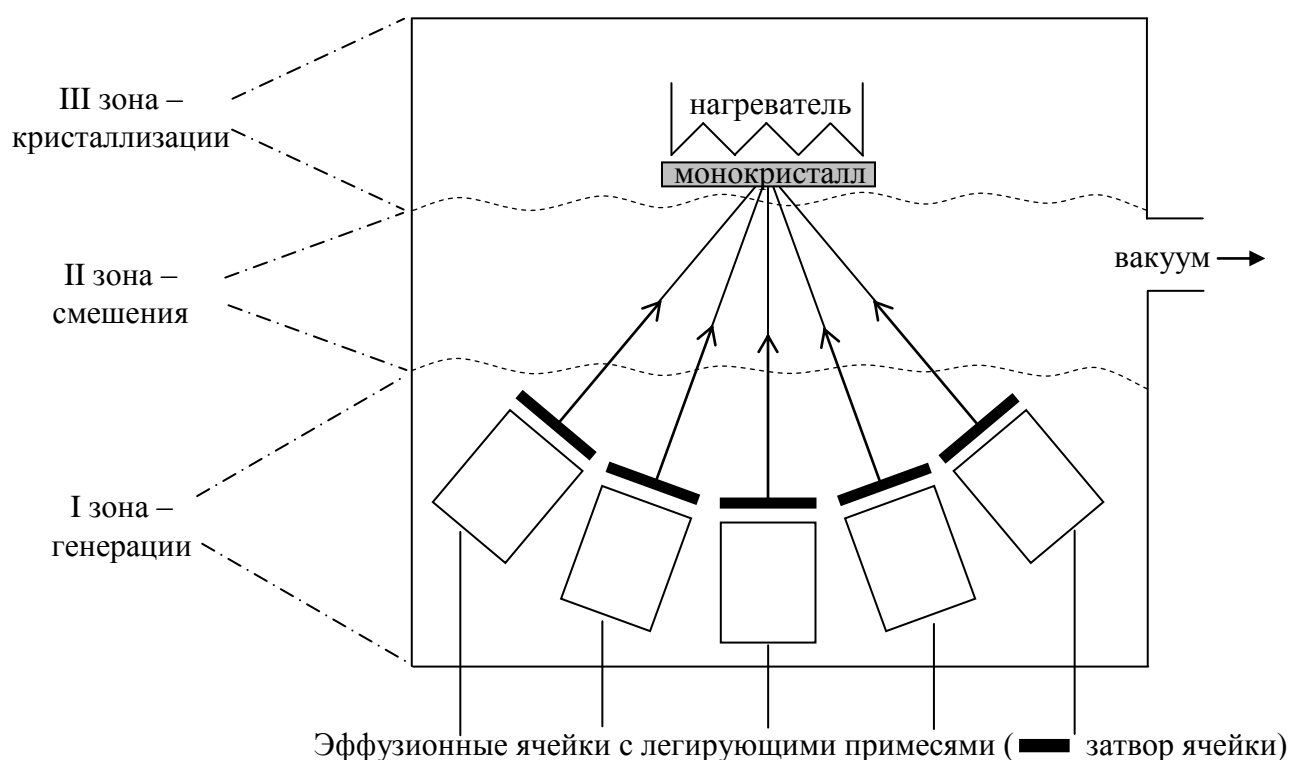 III зона –
кристаллизации
нагреватель
монокристалл
II зона –
смешения
вакуум
I зона –
генерации
Эффузионные ячейки с легирующими примесями ( затвор ячейки)